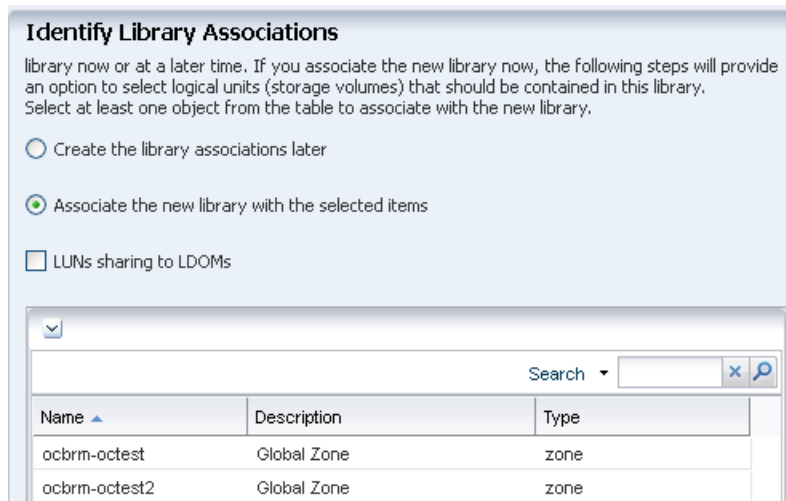 Identify Library Associations
library now or at a later time. If you associate the new library now, the following steps will provide
an option to select logical units (storage volumes) that should be contained in this library.
Select at least one object from the table to associate with the new library.
Create the library associations later
Associate the new library with the selected items
LUNs sharing to LDOMs
Search
Name Description Type
ocbrm-octest Global Zone zone
ocbrm-octest2 Global Zone zone